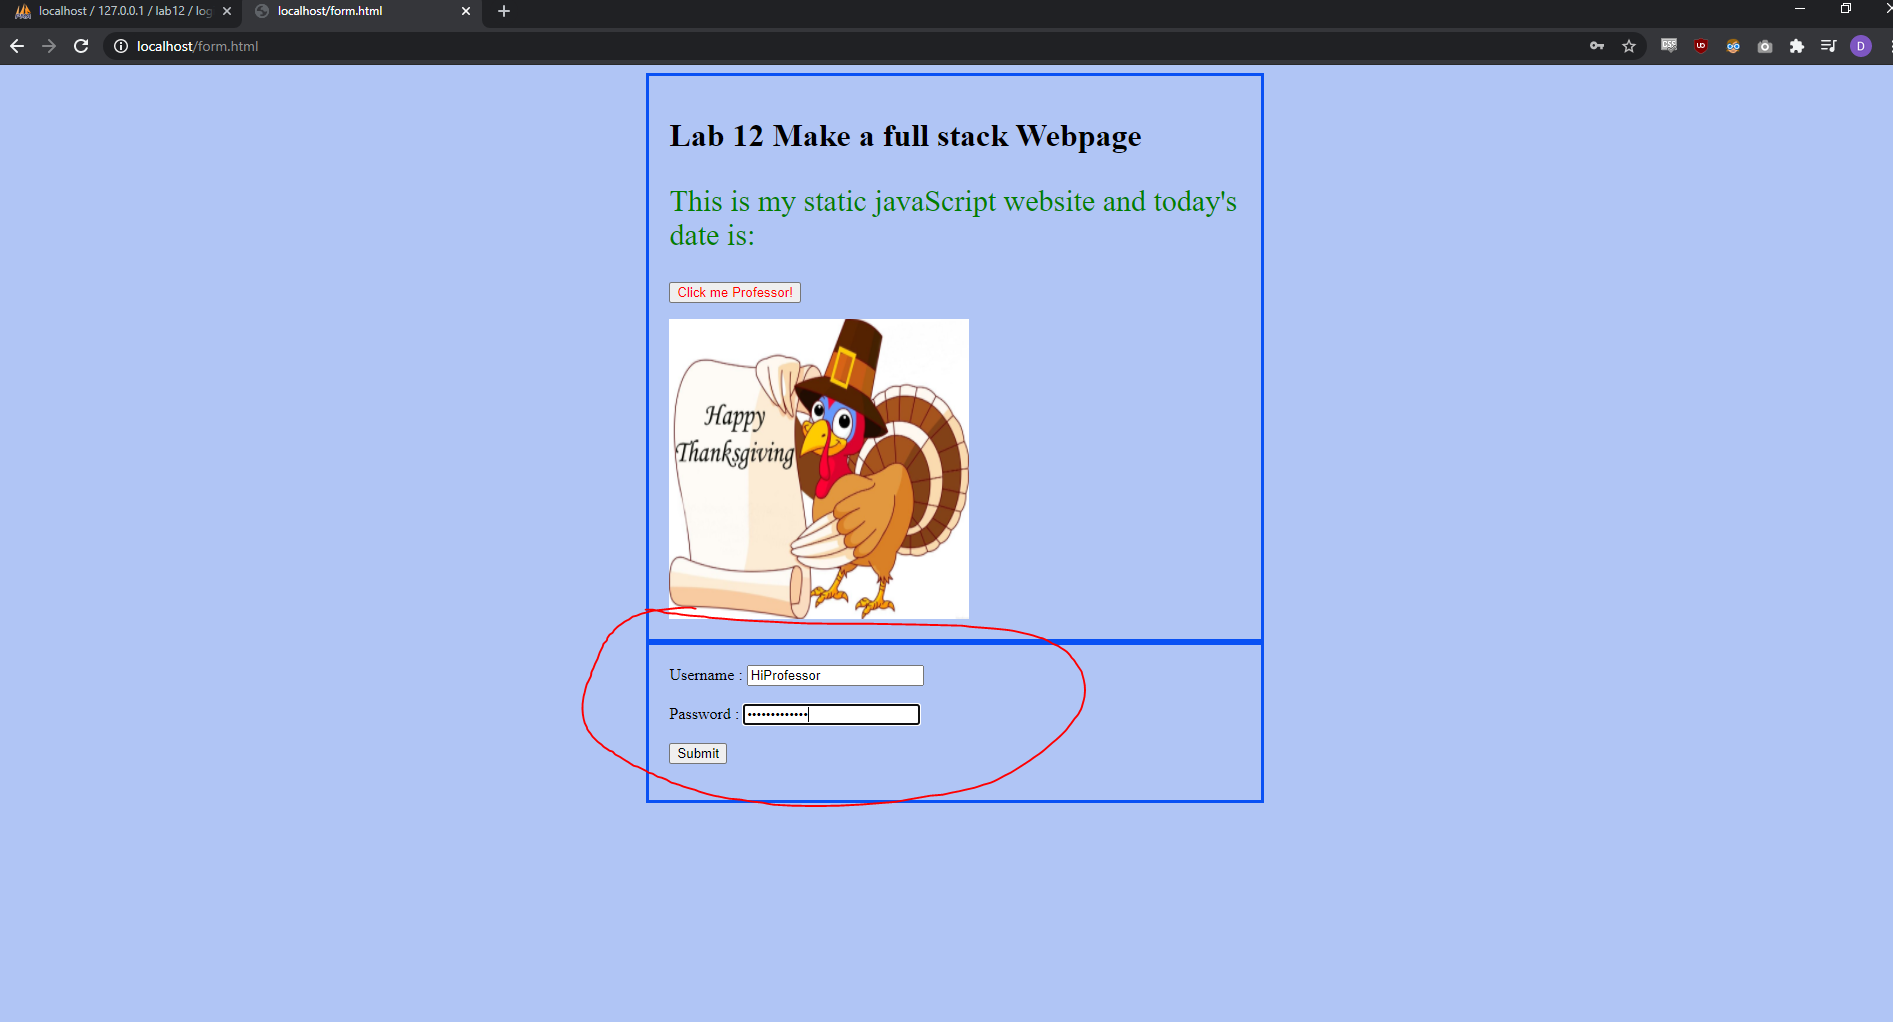 localhost / 127.0.0.1 / lab12 / log
localhost/form.html
localhost/form.html
D
Lab 12 Make a full stack Webpage
This is my static javaScript website and today's
date is:
Click me Professor!
Happy
Thanksgiving
Username : HiProfessor
Password : •••••••••••••
Submit